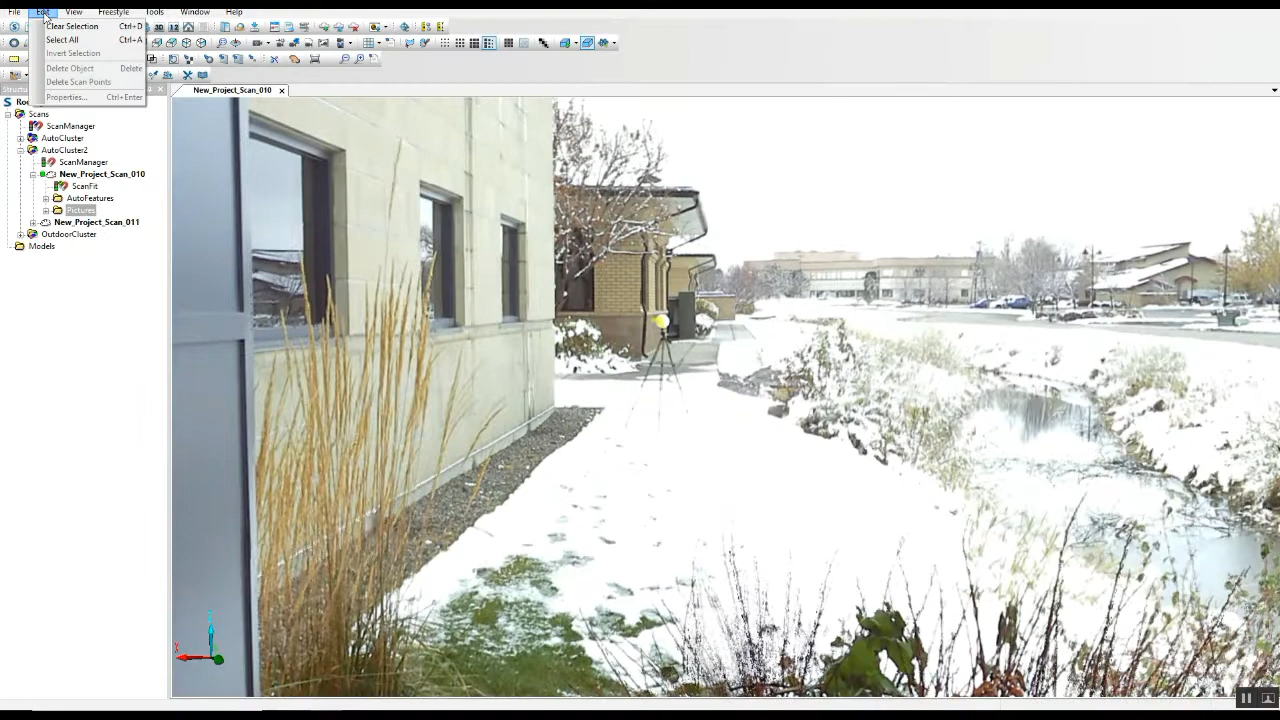 File Edit View Freestyle Tools Window Help
Clear Selection Ctrl+D
Select All Ctrl+A
Invert Selection
Delete Object Delete
Delete Scan Points
Properties... Ctrl+Enter
New_Project_Scan_010
Scans
ScanManager
AutoCluster
AutoCluster2
ScanManager
New_Project_Scan_010
ScanFit
AutoFeatures
Pictures
New_Project_Scan_011
OutdoorCluster
Models
X
Z